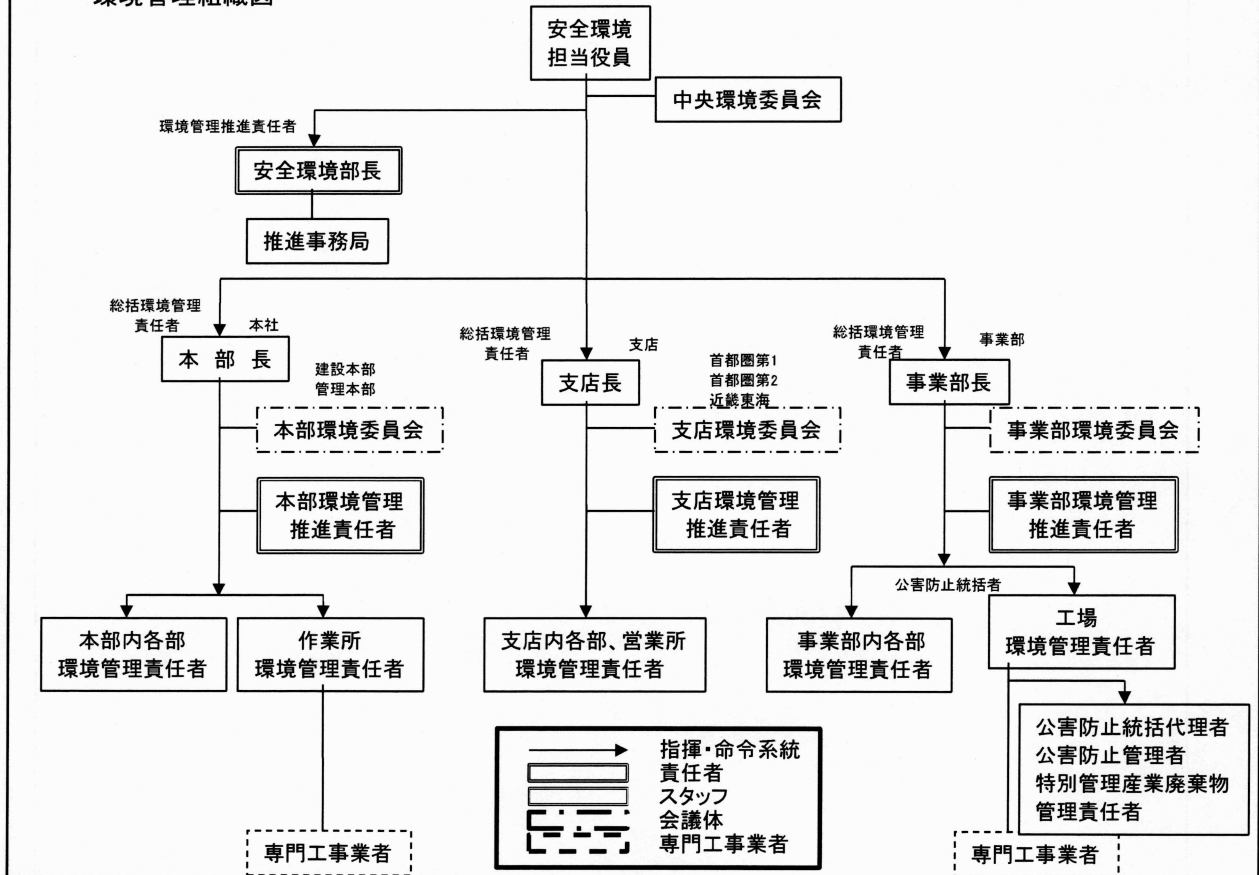 環境管理組織図
安全環境
担当役員
中央環境委員会
環境管理推進責任者
安全環境部長
推進事務局
総括環境管理
責任者
本社
本 部 長
建設本部
管理本部
本部環境委員会
本部環境管理
推進責任者
本部内各部
環境管理責任者
作業所
環境管理責任者
専門工事業者
総括環境管理
責任者
支店
支店長
首都圏第1
首都圏第2
近畿東海
支店環境委員会
支店環境管理
推進責任者
支店内各部、営業所
環境管理責任者
総括環境管理
責任者
事業部
事業部長
事業部環境委員会
事業部環境管理
推進責任者
公害防止統括者
事業部内各部
環境管理責任者
工場
環境管理責任者
公害防止統括代理者
公害防止管理者
特別管理産業廃棄物
管理責任者
専門工事業者
指揮・命令系統
責任者
スタッフ
会議体
専門工事業者